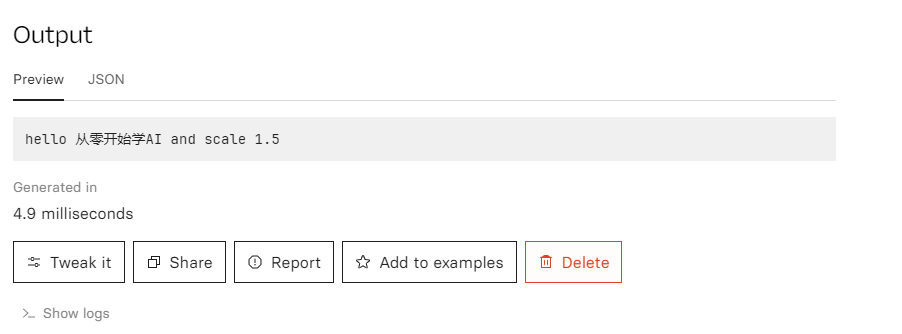 Output
Preview JSON
hello 从零开始学AI and scale 1.5
Generated in
4.9 milliseconds
Tweak it Share Report Add to examples Delete
Show logs